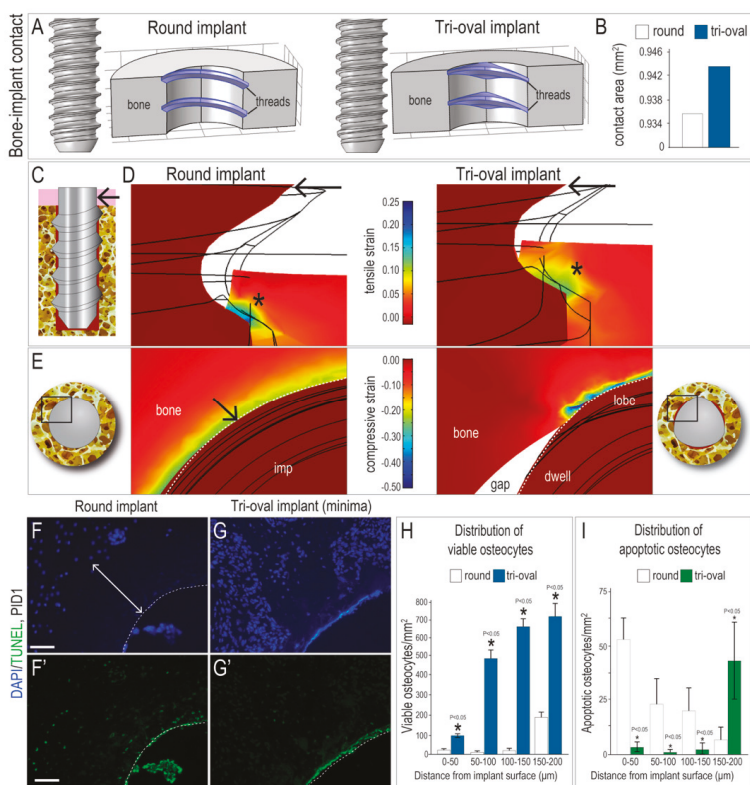 Bone-implant contact
A
Round implant
bone
threads
Tri-oval implant
bone
threads
B
round
tri-oval
contact area (mm²)
0.946
0.942
0.938
0.934
0
C
D
Round implant
Tri-oval implant
tensile strain
0.25
0.20
0.15
0.10
0.05
0.00
*
*
E
bone
imp
compressive strain
0.00
-0.10
-0.20
-0.30
-0.40
-0.50
bone
lobe
gap
dwell
Round implant
Tri-oval implant (minima)
DAPI/TUNEL, PID1
F
G
F'
G'
H
Distribution of
viable osteocytes
round
tri-oval
Viable osteocytes/mm²
800
700
600
500
400
300
200
100
0
P<0.05
*
P<0.05
*
P<0.05
*
P<0.05
*
0-50
50-100
100-150
150-200
Distance from implant surface (µm)
I
Distribution of
apoptotic osteocytes
round
tri-oval
Apoptotic osteocytes/mm²
75
50
25
0
P<0.05
*
P<0.05
*
P<0.05
*
P<0.05
*
0-50
50-100
100-150
150-200
Distance from implant surface (µm)